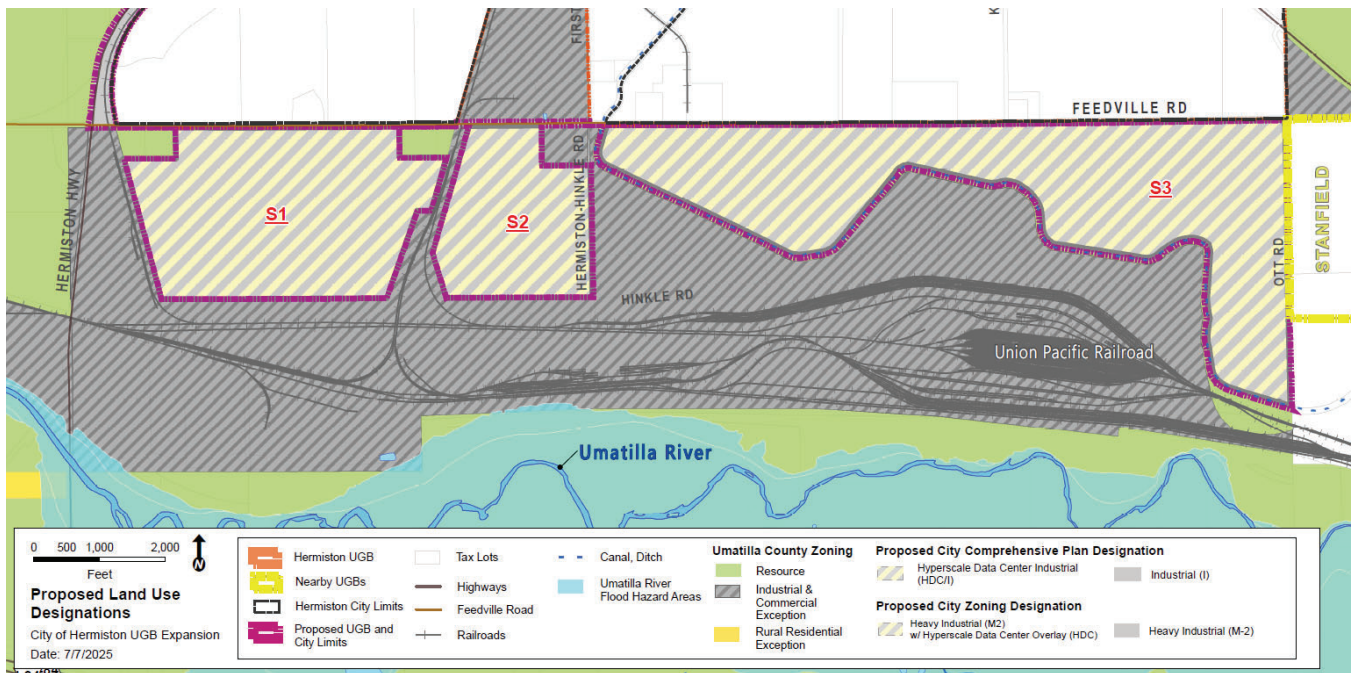 FIRST
K
FEEDVILLE RD
HERMISTON HWY
S1
S2
HERMISTON-HINKLE RD
S3
OTT RD
STANFIELD
HINKLE RD
Union Pacific Railroad
Umatilla River
0 500 1,000 2,000
Feet
N
Proposed Land Use
Designations
City of Hermiston UGB Expansion
Date: 7/7/2025
Hermiston UGB
Nearby UGBs
Hermiston City Limits
Proposed UGB and
City Limits
Tax Lots
Highways
Feedville Road
Railroads
Canal, Ditch
Umatilla River
Flood Hazard Areas
Umatilla County Zoning
Resource
Industrial &
Commercial
Exception
Rural Residential
Exception
Proposed City Comprehensive Plan Designation
Hyperscale Data Center Industrial
(HDC/I)
Industrial (I)
Proposed City Zoning Designation
Heavy Industrial (M2)
w/ Hyperscale Data Center Overlay (HDC)
Heavy Industrial (M-2)